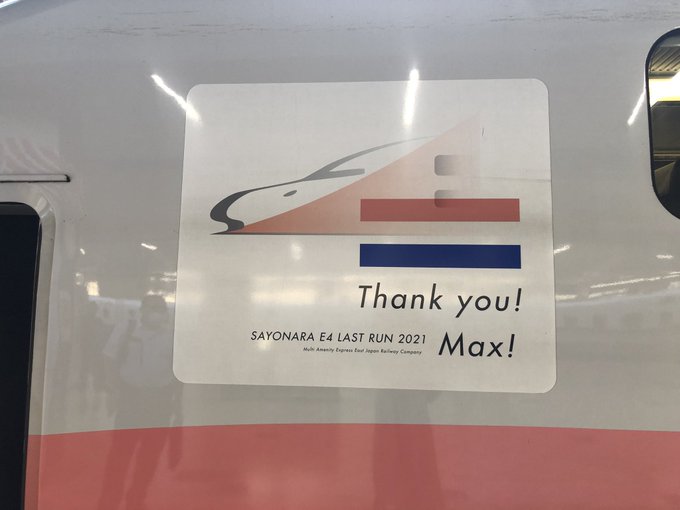 Thank you!
SAYONARA E4 LAST RUN 2021 Max!
Multi Amenity Express East Japan Railway Company